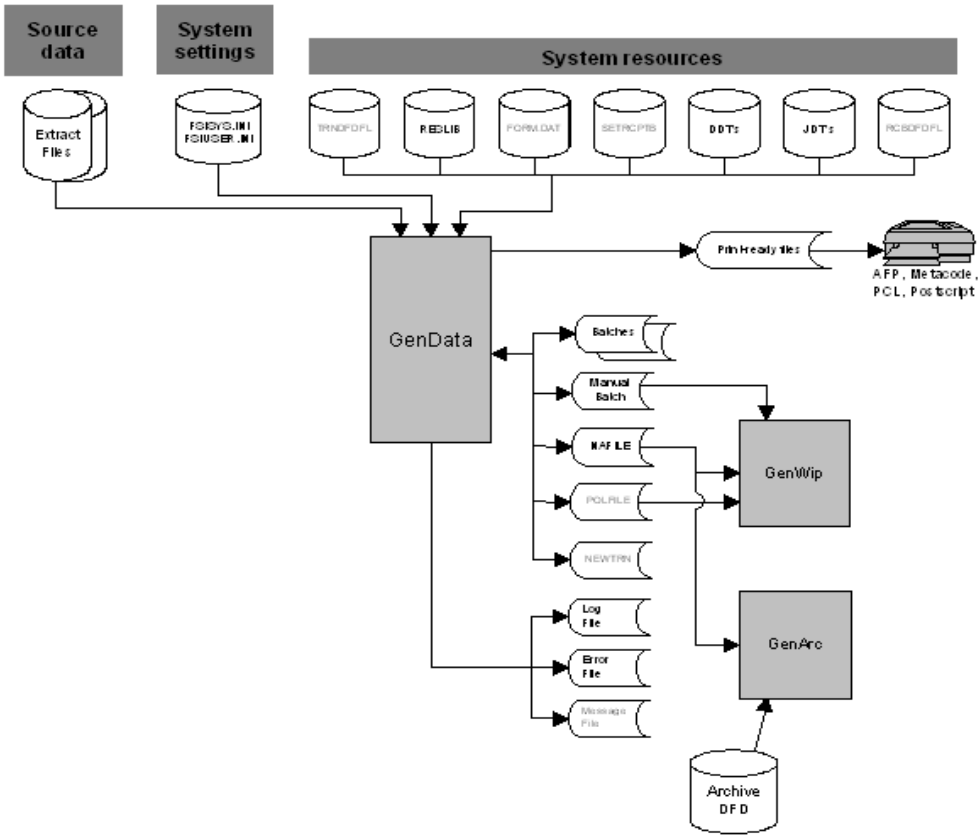 Source
data
System
settings
System resources
Extract
Files
FSISYS.INI
FSIUSER.INI
TRNDFDFL
RESLIB
FORM.DAT
SETRCPTB
DDTs
JDTs
RCBDFDFL
GenData
Print-ready files
AFP, Metacode,
PCL, Postscript
Batches
Manual
Batch
NAFILE
POLFILE
NEWTRN
GenWip
Log
File
Error
File
Message
File
GenArc
Archive
DFD